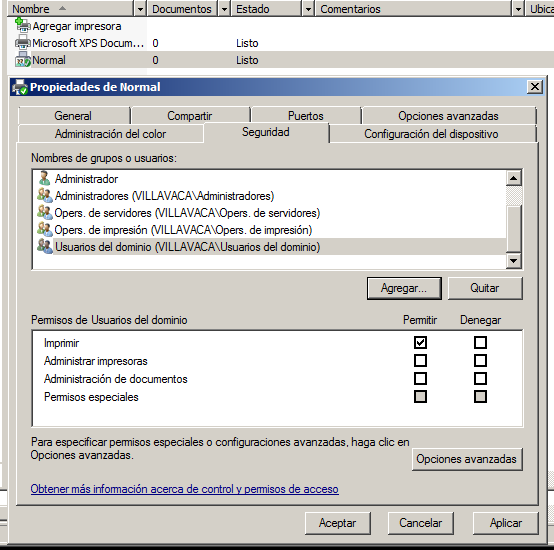 Nombre Documentos Estado Comentarios Ubica
Agregar impresora
Microsoft XPS Docum... 0 Listo
Normal 0 Listo
Propiedades de Normal
General Compartir Puertos Opciones avanzadas
Administración del color Seguridad Configuración del dispositivo
Nombres de grupos o usuarios:
Administrador
Administradores (VILLAVACA\Administradores)
Opers. de servidores (VILLAVACA\Opers. de servidores)
Opers. de impresión (VILLAVACA\Opers. de impresión)
Usuarios del dominio (VILLAVACA\Usuarios del dominio)
Agregar... Quitar
Permisos de Usuarios del dominio Permitir Denegar
Imprimir
Administrar impresoras
Administración de documentos
Permisos especiales
Para especificar permisos especiales o configuraciones avanzadas, haga clic en
Opciones avanzadas.
Opciones avanzadas
Obtener más información acerca de control y permisos de acceso
Aceptar Cancelar Aplicar